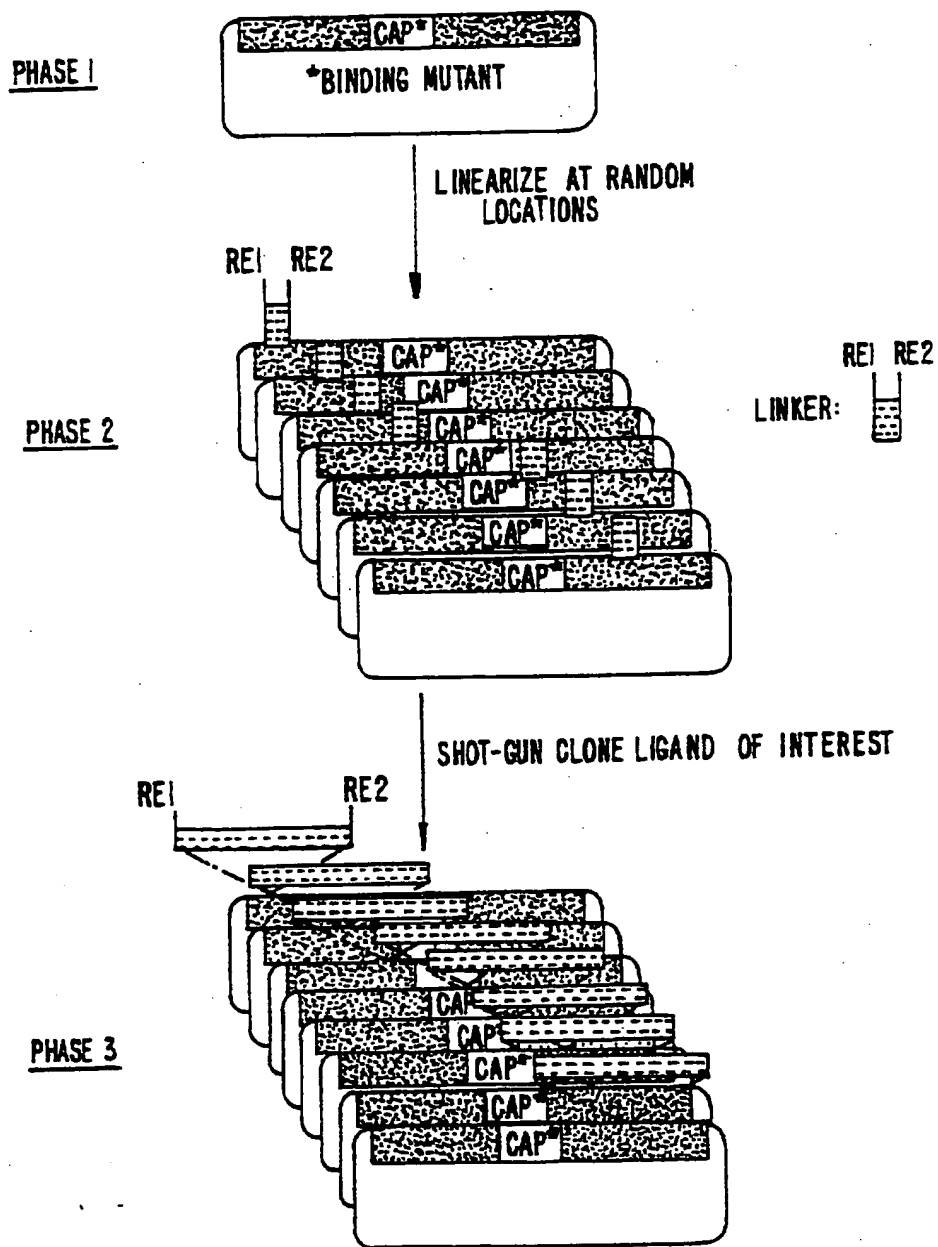 CAP*
PHASE 1
*BINDING MUTANT
LINEARIZE AT RANDOM
LOCATIONS
RE1 RE2
CAP*
RE1 RE2
CAP*
LINKER:
PHASE 2
CAP*
CAP*
CAP*
CAP*
CAP*
SHOT-GUN CLONE LIGAND OF INTEREST
RE1 RE2
CAP
CAP
PHASE 3
CAP*
CAP*
CAP*